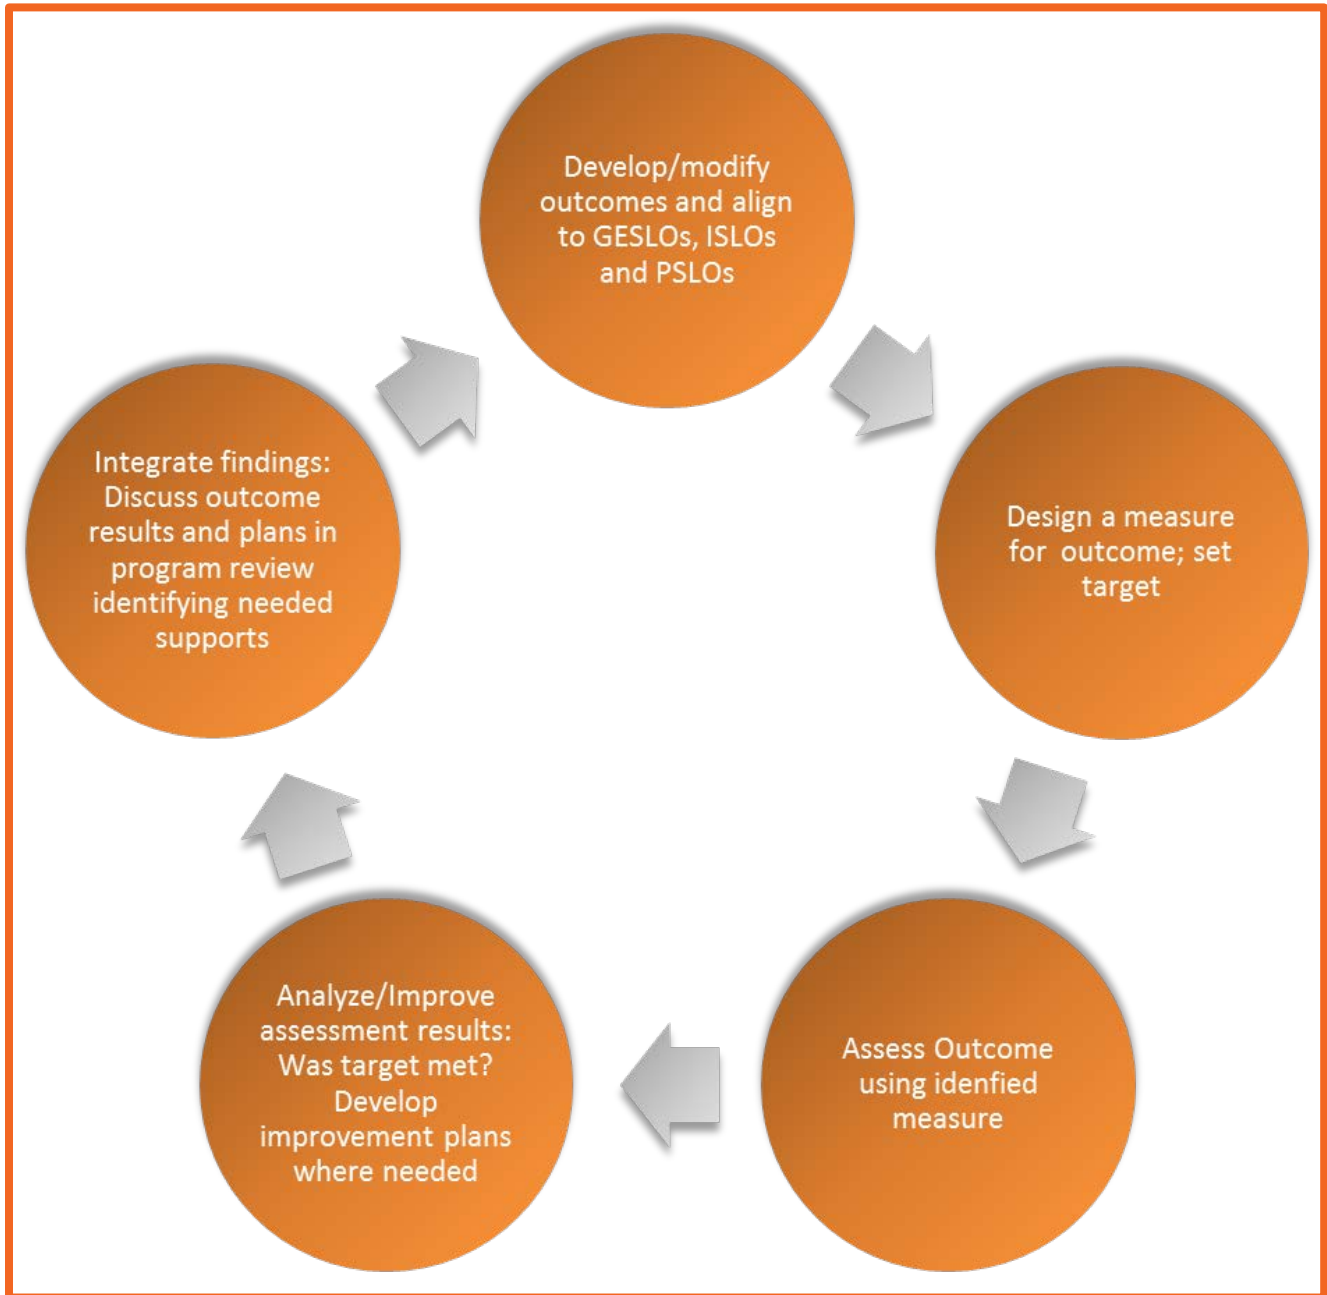 Develop/modify
outcomes and align
to GESLOs, ISLOs
and PSLOs
Design a measure
for outcome; set
target
Assess Outcome
using idenfied
measure
Analyze/Improve
assessment results:
Was target met?
Develop
improvement plans
where needed
Integrate findings:
Discuss outcome
results and plans in
program review
identifying needed
supports